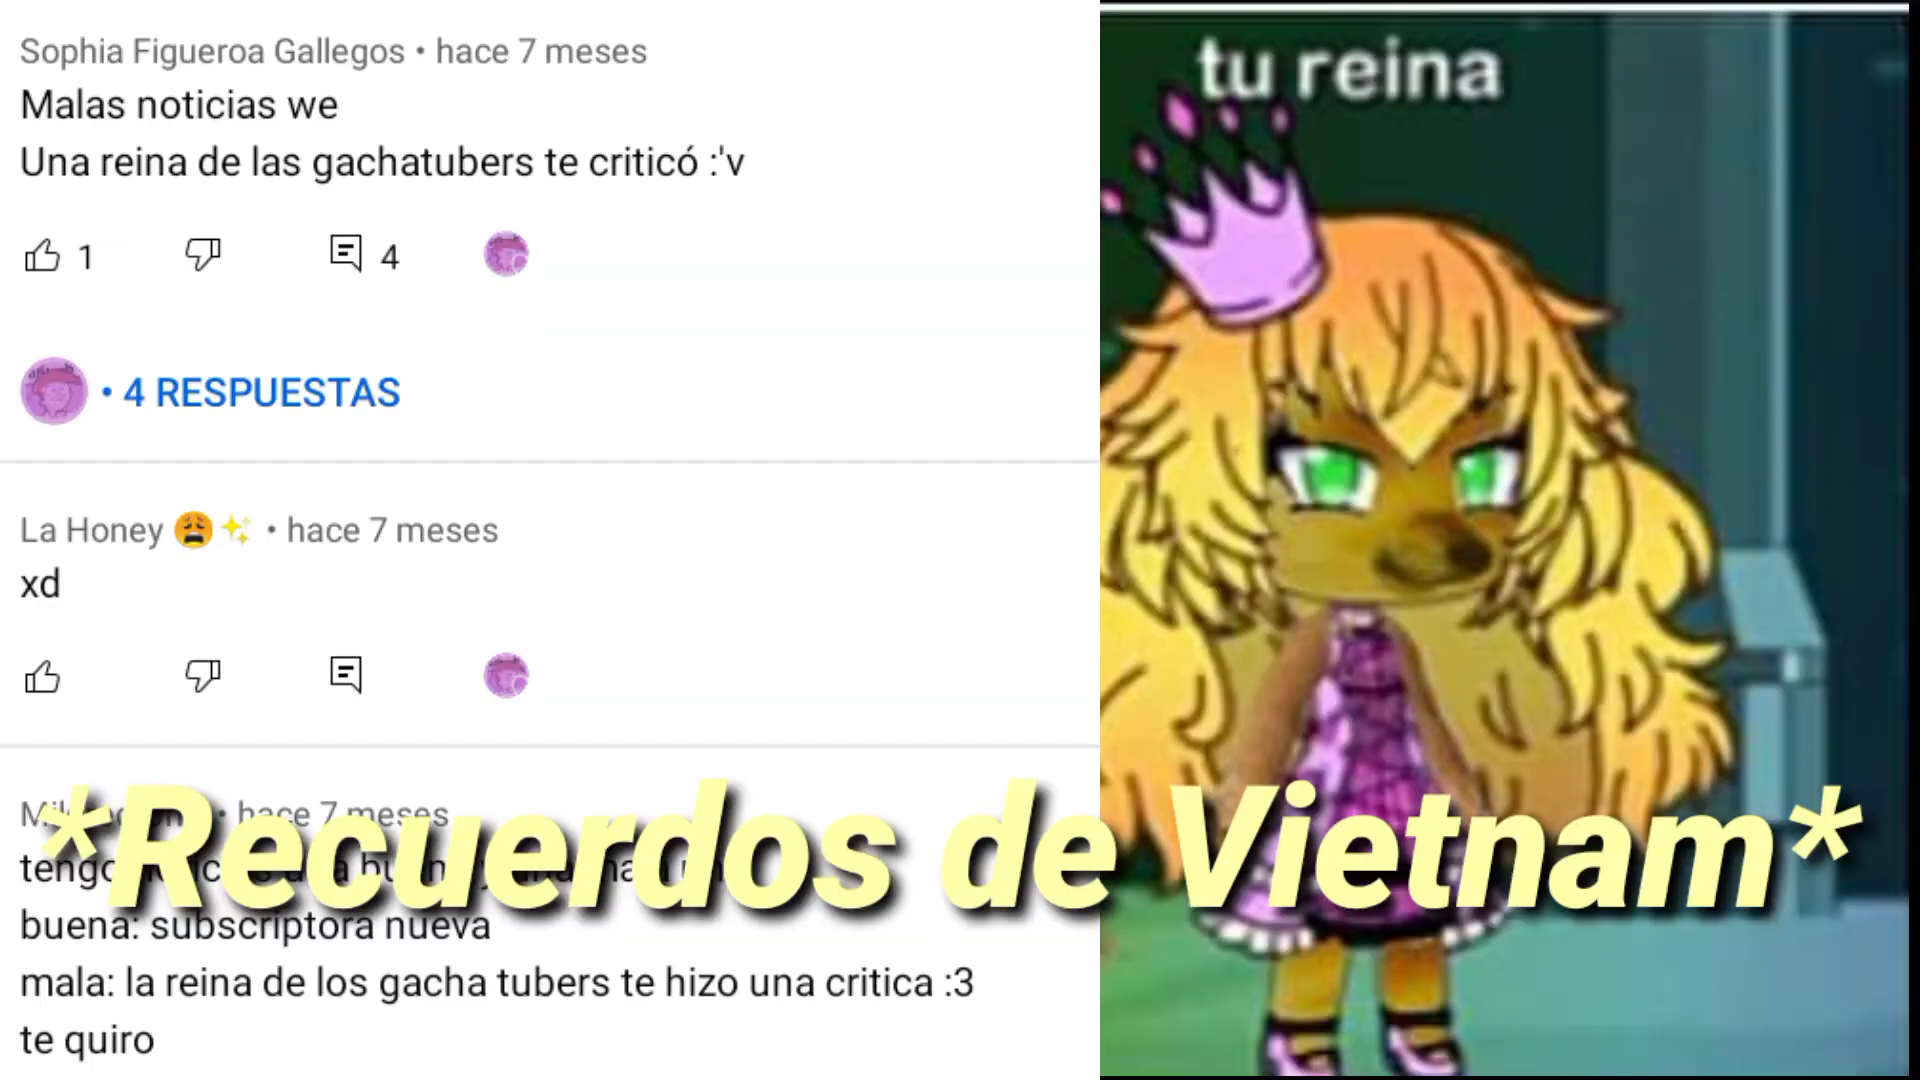 Sophia Figueroa Gallegos • hace 7 meses
Malas noticias we
Una reina de las gachatubers te criticó :'v
1
4
• 4 RESPUESTAS
La Honey 😩✨ • hace 7 meses
xd
• hace 7 meses
buena: subscriptora nueva
mala: la reina de los gacha tubers te hizo una critica :3
te quiro
tu reina
*Recuerdos de Vietnam*